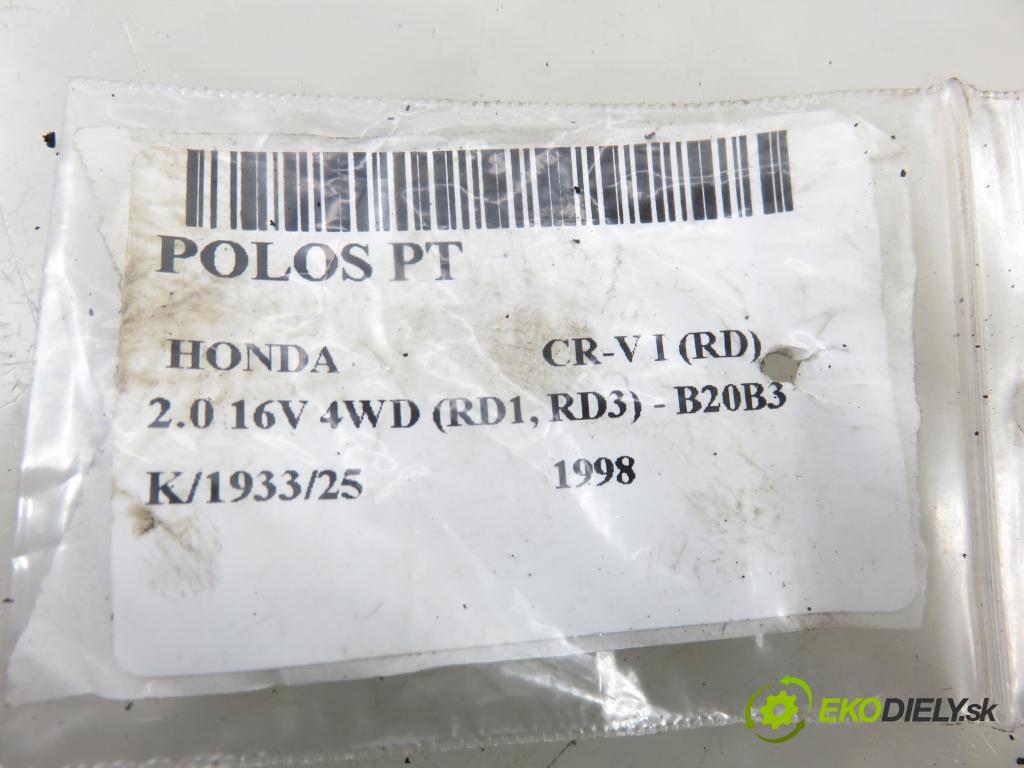 POLOS PT
HONDA CR-V I (RD)
2.0 16V 4WD (RD1, RD3) - B20B3
K/1933/25 1998
EKODIELY.sk